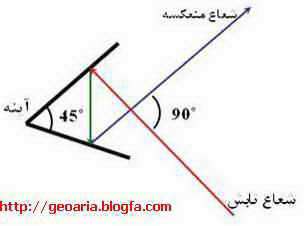 شعاع منعکسه
آینه
45°
90°
شعاع تابش
http://geoaria.blogfa.com